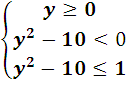 y ≥ 0
y² − 10 < 0
y² − 10 ≤ 1